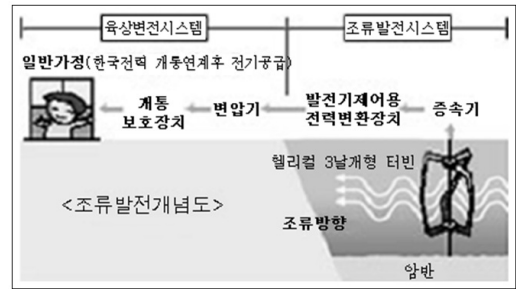 육상변전시스템 조류발전시스템
일반가정(한국전력 개통연계후 전기공급)
개통
보호장치
변압기
발전기제어용
전력변환장치
증속기
헬리컬 3날개형 터빈
<조류발전개념도>
조류방향
암반